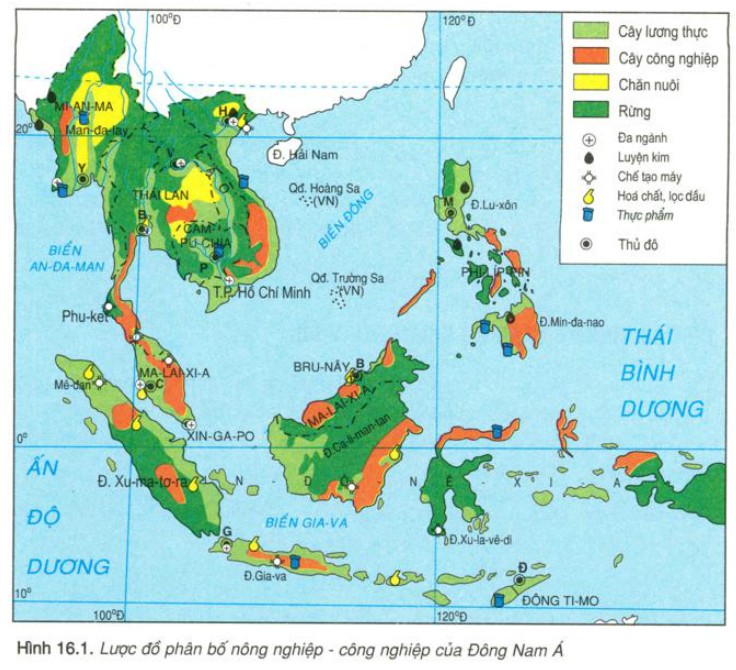 100°Đ
120°Đ
Cây lương thực
Cây công nghiệp
Chăn nuôi
Rừng
Đa ngành
Luyện kim
Chế tạo máy
Hoá chất, lọc dầu
Thực phẩm
Thủ đô
MI-AN-MA
Man-đa-lay
H
20°
Y
V
LÀO
Đ. Hải Nam
THÁI LAN
Qđ. Hoàng Sa
(VN)
BIỂN ĐÔNG
M
Đ.Lu-xôn
B
CĂM-
PU-CHIA
BIỂN
AN-ĐA-MAN
P
T.P. Hồ Chí Minh
Qđ. Trường Sa
(VN)
PHI-LÍP-PIN
Phu-ket
Đ.Min-đa-nao
THÁI
BÌNH
DƯƠNG
MA-LAI-XI-A
C
BRU-NÂY
B
Mê-đan
MA-LAI-XI-A
XIN-GA-PO
Đ.Ca-li-man-tan
0°
ẤN
ĐỘ
DƯƠNG
Đ. Xu-ma-tơ-ra
I - N - Đ - Ô - N - Ê - X - I - A
BIỂN GIA-VA
G
Đ.Xu-la-vê-di
Đ.Gia-va
Đ
ĐÔNG TI-MO
10°
100°Đ
120°Đ
Hình 16.1. Lược đồ phân bố nông nghiệp - công nghiệp của Đông Nam Á